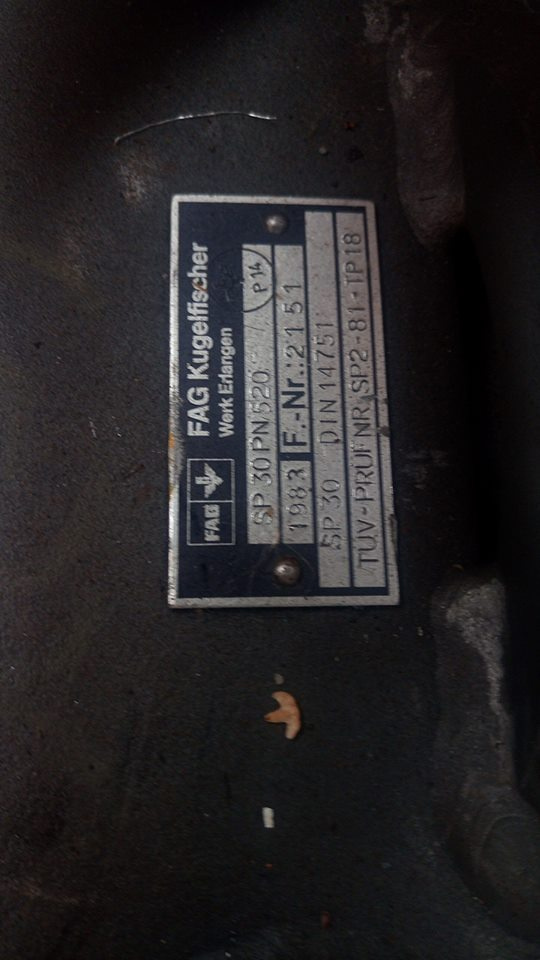 FAG
FAG Kugelfischer
Werk Erlangen
SP 30 PN 520
P 14
1983 F.-Nr.: 2151
SP 30 DIN 14751
TÜV-PRÜF NR. SP2-81-TP18